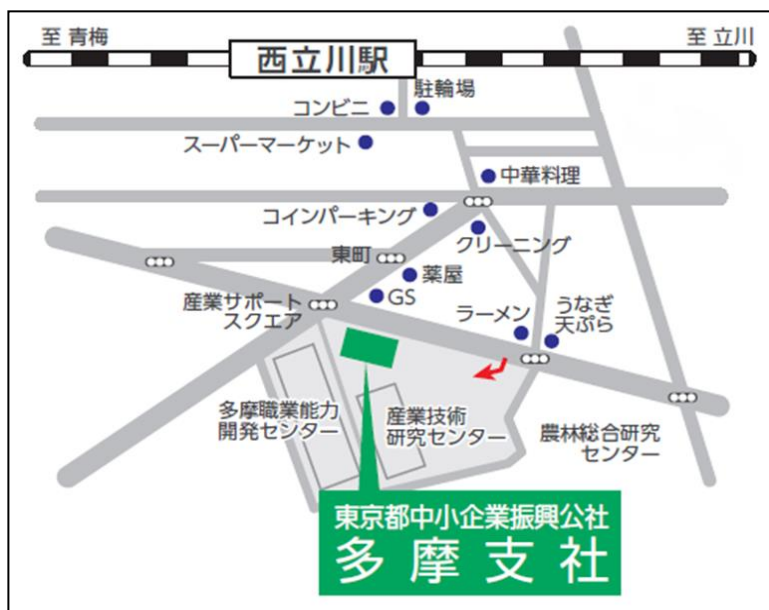 至 青梅
至 立川
西立川駅
駐輪場
コンビニ
スーパーマーケット
中華料理
コインパーキング
クリーニング
東町
薬屋
GS
産業サポート
スクエア
ラーメン
うなぎ
天ぷら
多摩職業能力
開発センター
産業技術
研究センター
農林総合研究
センター
東京都中小企業振興公社
多摩支社